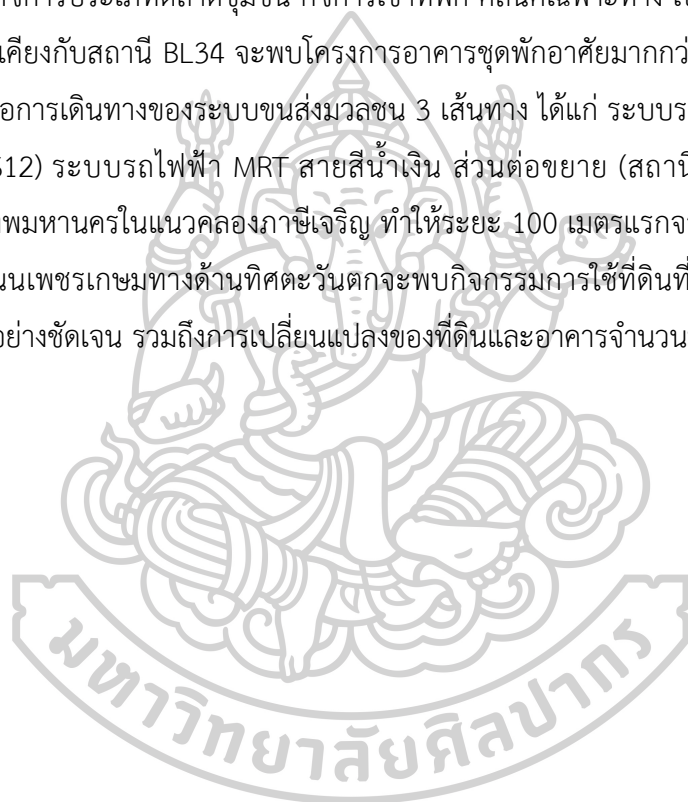 เคียงกับสถานี BL34 จะพบโครงการอาคารชุดพักอาศัยมากกว่
อการเดินทางของระบบขนส่งมวลชน 3 เส้นทาง ได้แก่ ระบบร
S12) ระบบรถไฟฟ้า MRT สายสีน้ำเงิน ส่วนต่อขยาย (สถานี
พมหานครในแนวคลองภาษีเจริญ ทำให้ระยะ 100 เมตรแรกจา
นนเพชรเกษมทางด้านทิศตะวันตกจะพบกิจกรรมการใช้ที่ดินที่
อย่างชัดเจน รวมถึงการเปลี่ยนแปลงของที่ดินและอาคารจำนวน
มหาวิทยาลัยศิลปากร